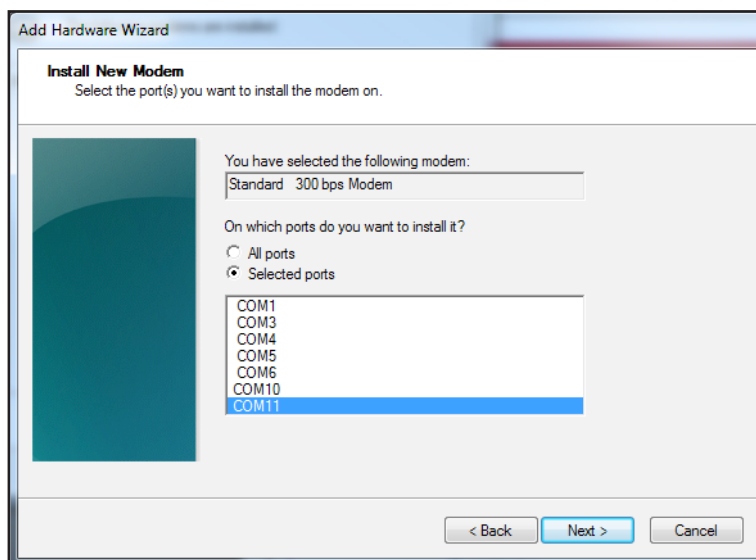 Add Hardware Wizard
Install New Modem
Select the port(s) you want to install the modem on.
You have selected the following modem:
Standard 300 bps Modem
On which ports do you want to install it?
All ports
Selected ports
COM1
COM3
COM4
COM5
COM6
COM10
COM11
< Back
Next >
Cancel